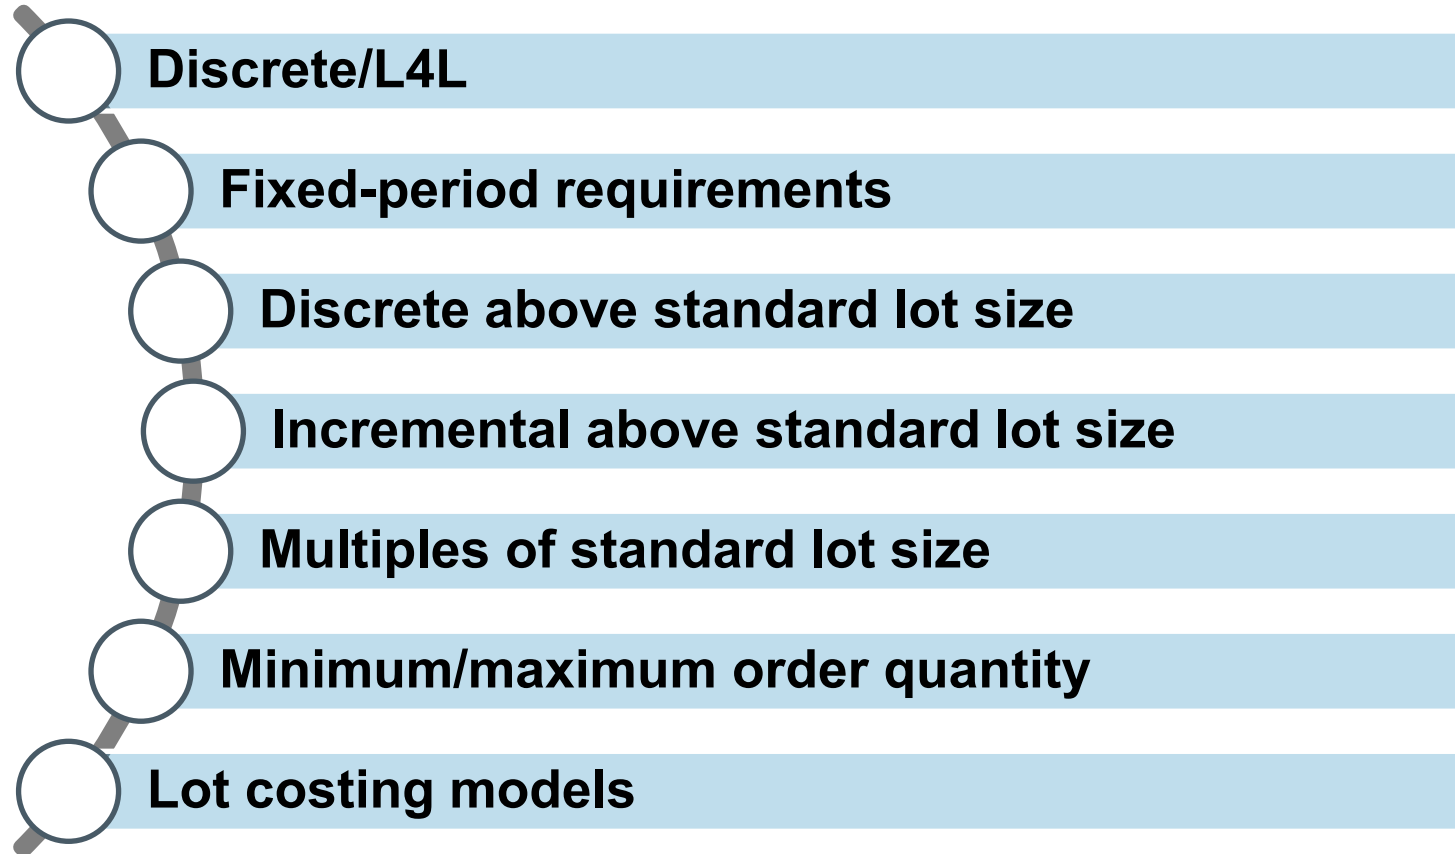 Discrete/L4L
Fixed-period requirements
Discrete above standard lot size
Incremental above standard lot size
Multiples of standard lot size
Minimum/maximum order quantity
Lot costing models